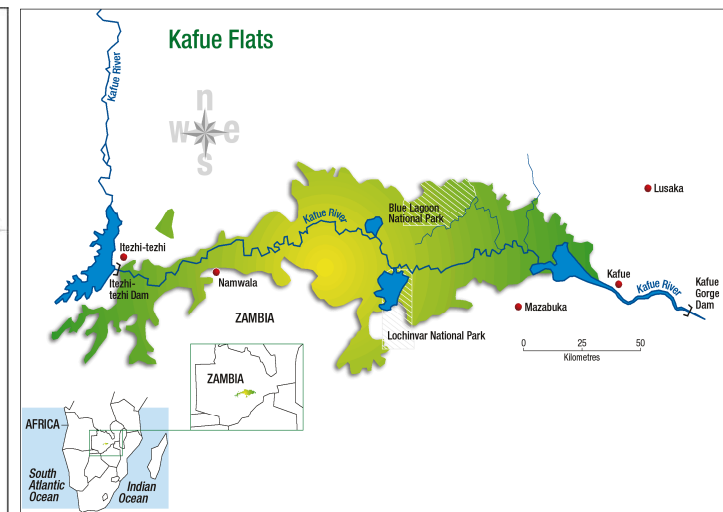 Kafue Flats
Kafue River
n
w e
s
Lusaka
Blue Lagoon
National Park
Kafue River
Itezhi-tezhi
Itezhi-
tezhi Dam
Namwala
Kafue
Kafue River
Kafue
Gorge
Dam
Mazabuka
ZAMBIA
Lochinvar National Park
0 25 50
Kilometres
ZAMBIA
AFRICA
South
Atlantic
Ocean
Indian
Ocean